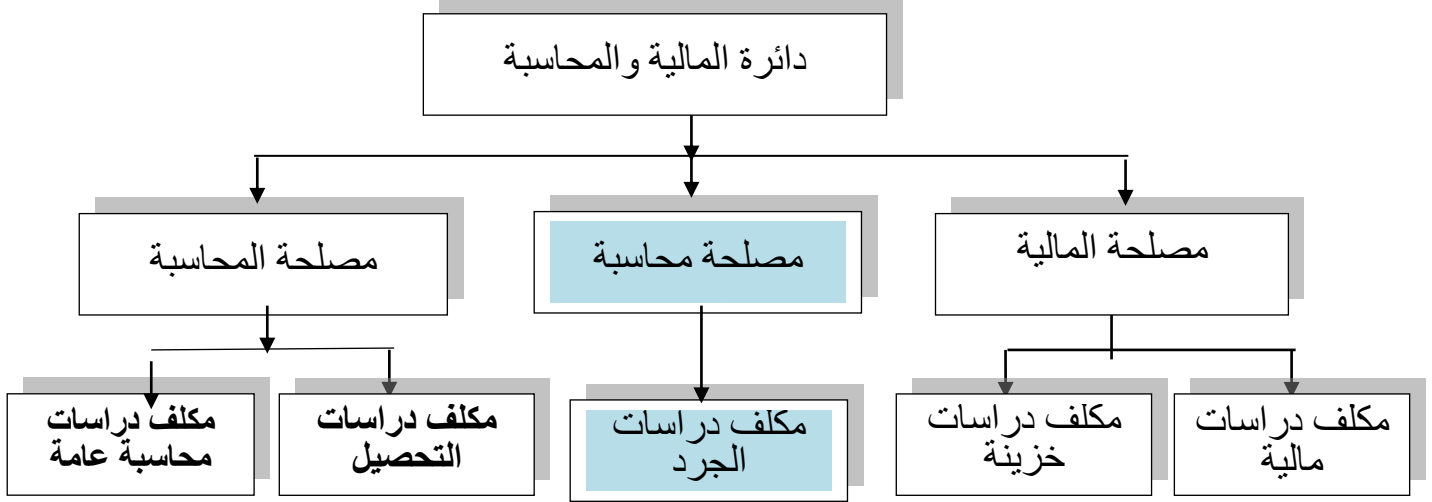 دائرة المالية والمحاسبة
مصلحة المالية
مصلحة محاسبة
مصلحة المحاسبة
مكلف دراسات
مالية
مكلف دراسات
خزينة
مكلف دراسات
الجرد
مكلف دراسات
التحصيل
مكلف دراسات
محاسبة عامة